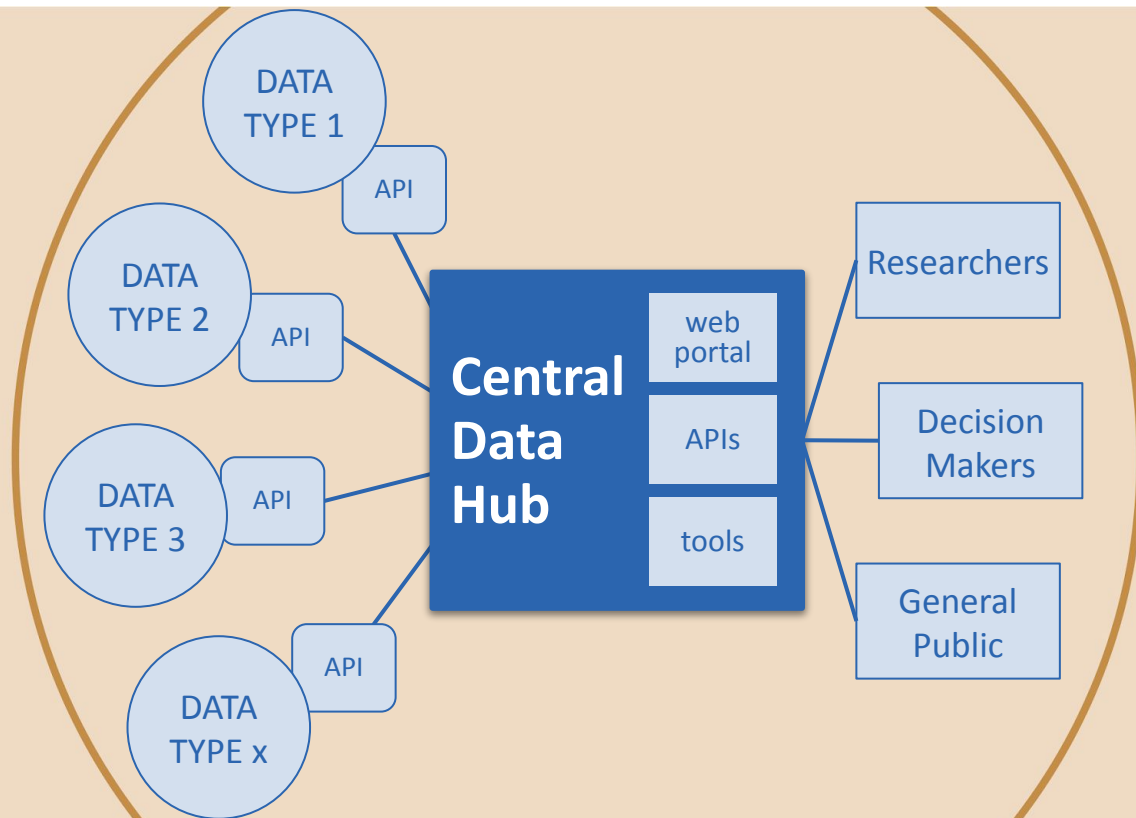 DATA
TYPE 1
API
DATA
TYPE 2
API
DATA
TYPE 3
API
DATA
TYPE x
API
Central
Data
Hub
web
portal
APIs
tools
Researchers
Decision
Makers
General
Public